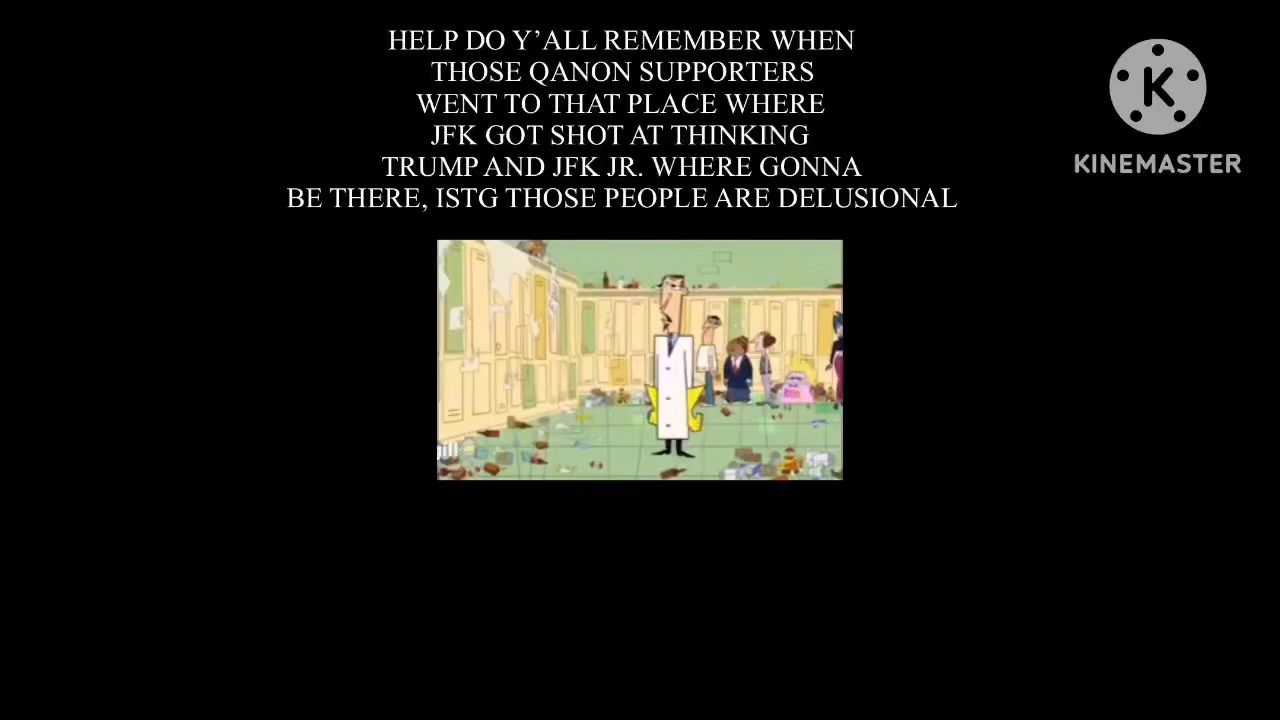 HELP DO Y’ALL REMEMBER WHEN
THOSE QANON SUPPORTERS
WENT TO THAT PLACE WHERE
JFK GOT SHOT AT THINKING
TRUMP AND JFK JR. WHERE GONNA
BE THERE, ISTG THOSE PEOPLE ARE DELUSIONAL
K
KINEMASTER